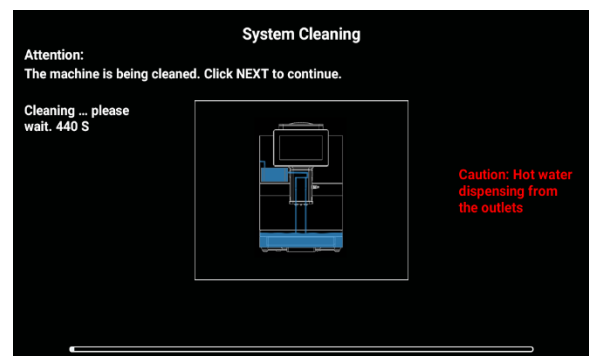 System Cleaning
Attention:
The machine is being cleaned. Click NEXT to continue.
Cleaning ... please
wait. 440 S
Caution: Hot water
dispensing from
the outlets